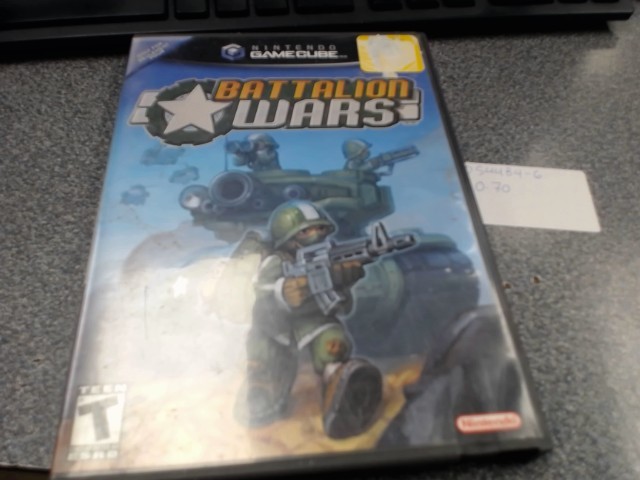 NINTENDO
GAMECUBE
BATTALION
WARS
0.70
TEEN
T
ESRB
Nintendo